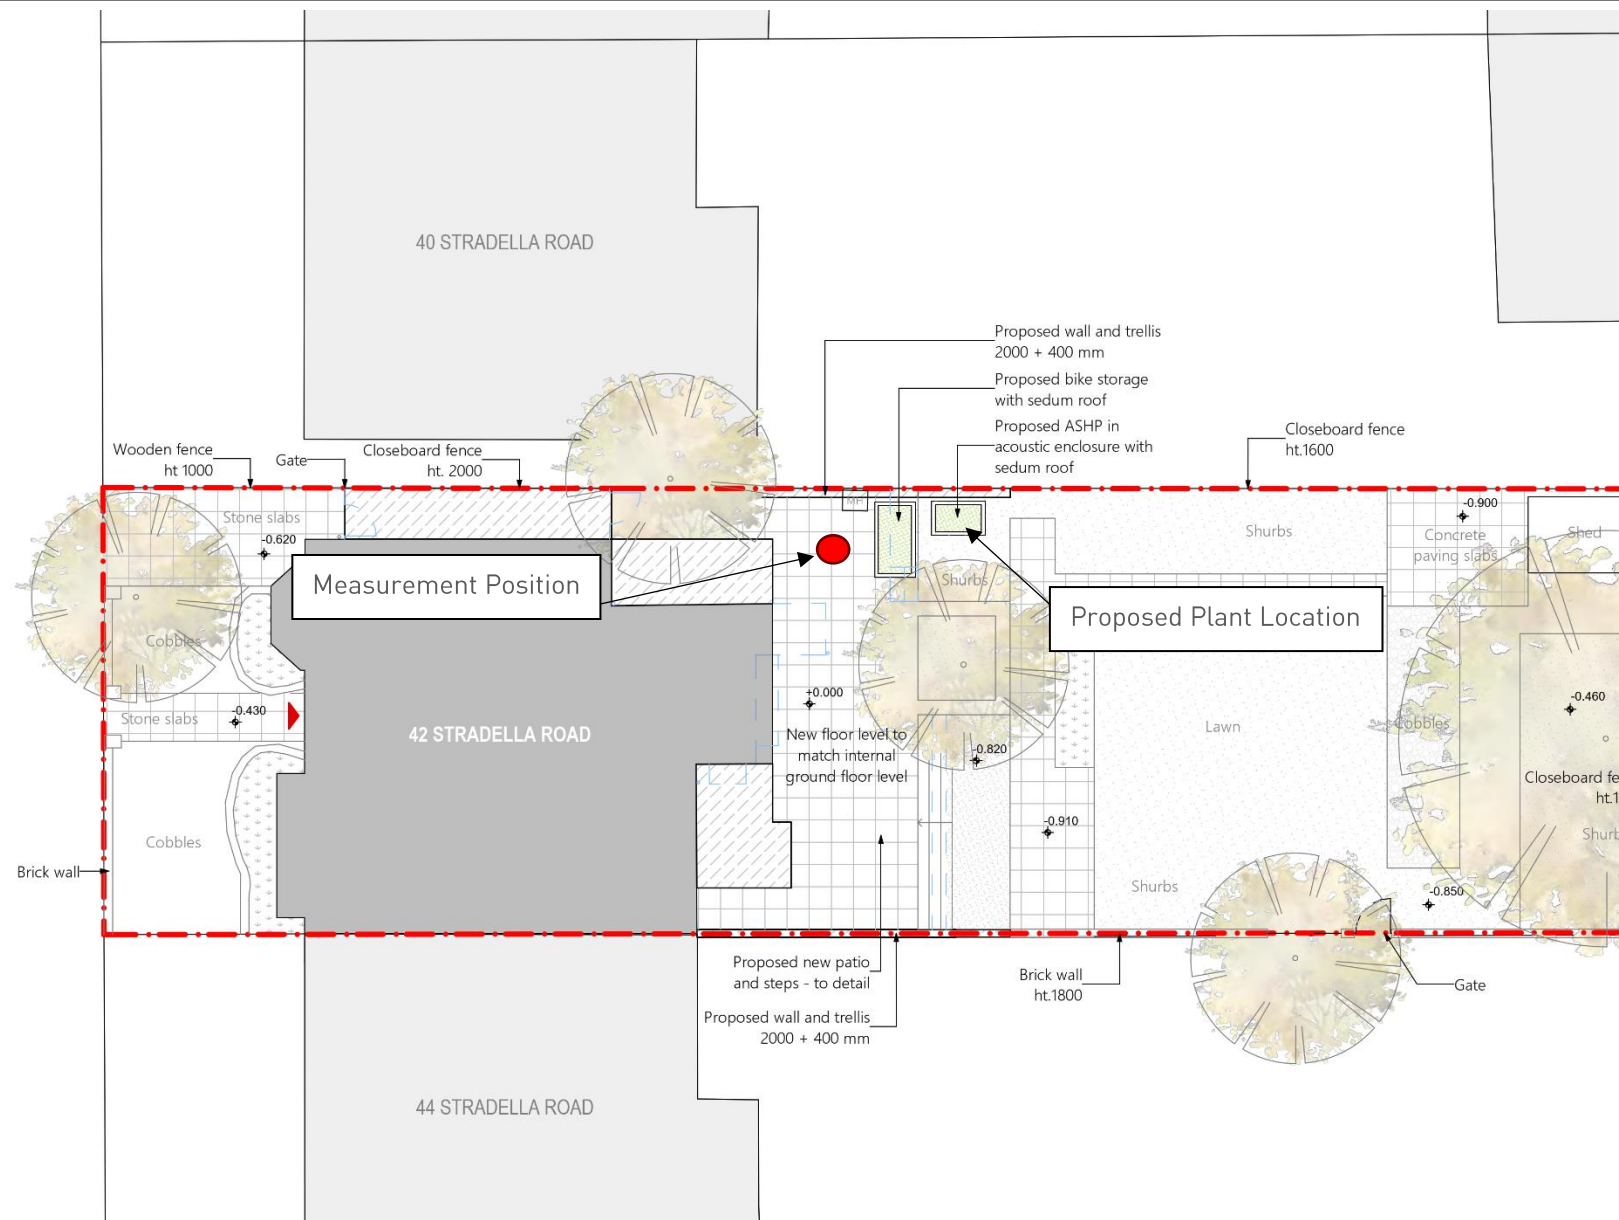 40 STRADELLA ROAD
Proposed wall and trellis
2000 + 400 mm
Proposed bike storage
with sedum roof
Proposed ASHP in
acoustic enclosure with
sedum roof
Closeboard fence
ht.1600
Wooden fence
ht 1000
Gate
Closeboard fence
ht. 2000
MH
Stone slabs
-0.620
Measurement Position
Shurbs
Proposed Plant Location
Shurbs
-0.900
Concrete
paving slabs
Shed
Cobbles
Stone slabs
-0.430
42 STRADELLA ROAD
+0.000
New floor level to
match internal
ground floor level
-0.820
Lawn
Cobbles
-0.460
Closeboard fe
ht.1
Shurb
Cobbles
Brick wall
-0.910
Shurbs
-0.850
Proposed new patio
and steps - to detail
Proposed wall and trellis
2000 + 400 mm
Brick wall
ht.1800
Gate
44 STRADELLA ROAD